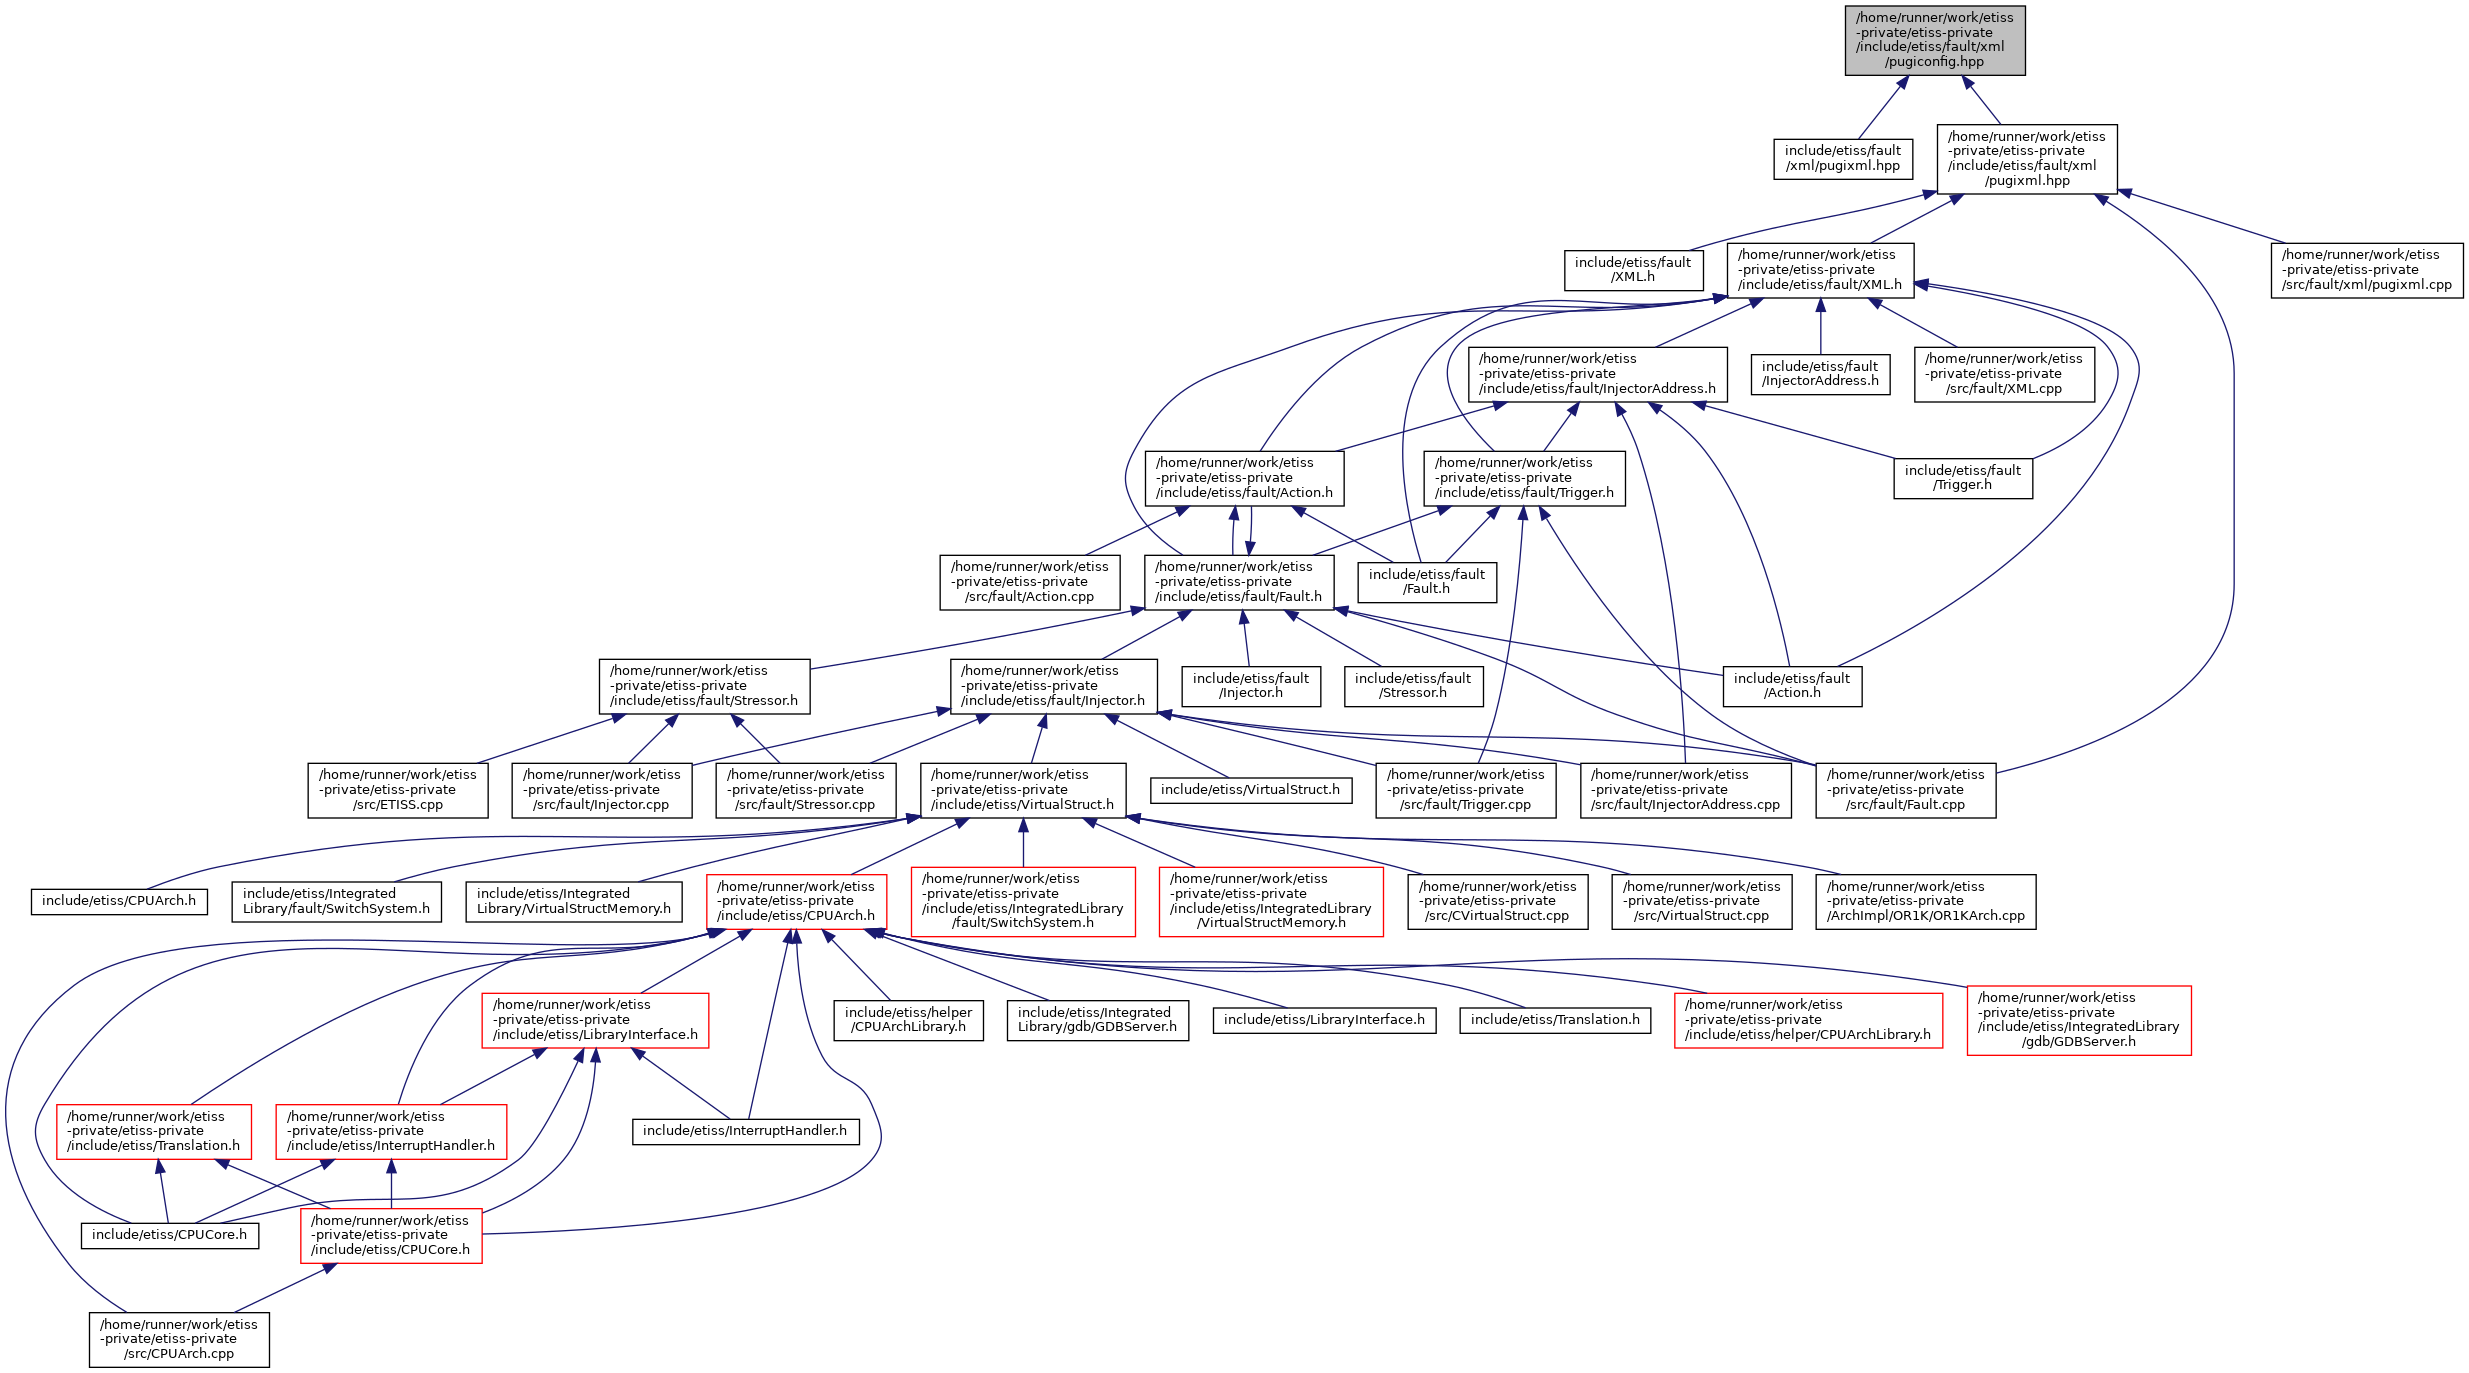 /home/runner/work/etiss
-private/etiss-private
/include/etiss/fault/xml
/pugiconfig.hpp
include/etiss/fault
/xml/pugixml.hpp
/home/runner/work/etiss
-private/etiss-private
/include/etiss/fault/xml
/pugixml.hpp
include/etiss/fault
/XML.h
/home/runner/work/etiss
-private/etiss-private
/include/etiss/fault/XML.h
/home/runner/work/etiss
-private/etiss-private
/src/fault/xml/pugixml.cpp
/home/runner/work/etiss
-private/etiss-private
/include/etiss/fault/InjectorAddress.h
include/etiss/fault
/InjectorAddress.h
/home/runner/work/etiss
-private/etiss-private
/src/fault/XML.cpp
/home/runner/work/etiss
-private/etiss-private
/include/etiss/fault/Action.h
/home/runner/work/etiss
-private/etiss-private
/include/etiss/fault/Trigger.h
include/etiss/fault
/Trigger.h
/home/runner/work/etiss
-private/etiss-private
/src/fault/Action.cpp
/home/runner/work/etiss
-private/etiss-private
/include/etiss/fault/Fault.h
include/etiss/fault
/Fault.h
/home/runner/work/etiss
-private/etiss-private
/include/etiss/fault/Stressor.h
/home/runner/work/etiss
-private/etiss-private
/include/etiss/fault/Injector.h
include/etiss/fault
/Injector.h
include/etiss/fault
/Stressor.h
include/etiss/fault
/Action.h
/home/runner/work/etiss
-private/etiss-private
/src/ETISS.cpp
/home/runner/work/etiss
-private/etiss-private
/src/fault/Injector.cpp
/home/runner/work/etiss
-private/etiss-private
/src/fault/Stressor.cpp
/home/runner/work/etiss
-private/etiss-private
/include/etiss/VirtualStruct.h
include/etiss/VirtualStruct.h
/home/runner/work/etiss
-private/etiss-private
/src/fault/Trigger.cpp
/home/runner/work/etiss
-private/etiss-private
/src/fault/InjectorAddress.cpp
/home/runner/work/etiss
-private/etiss-private
/src/fault/Fault.cpp
include/etiss/CPUArch.h
include/etiss/Integrated
Library/fault/SwitchSystem.h
include/etiss/Integrated
Library/VirtualStructMemory.h
/home/runner/work/etiss
-private/etiss-private
/include/etiss/CPUArch.h
/home/runner/work/etiss
-private/etiss-private
/include/etiss/IntegratedLibrary
/fault/SwitchSystem.h
/home/runner/work/etiss
-private/etiss-private
/include/etiss/IntegratedLibrary
/VirtualStructMemory.h
/home/runner/work/etiss
-private/etiss-private
/src/CVirtualStruct.cpp
/home/runner/work/etiss
-private/etiss-private
/src/VirtualStruct.cpp
/home/runner/work/etiss
-private/etiss-private
/ArchImpl/OR1K/OR1KArch.cpp
/home/runner/work/etiss
-private/etiss-private
/include/etiss/LibraryInterface.h
include/etiss/helper
/CPUArchLibrary.h
include/etiss/Integrated
Library/gdb/GDBServer.h
include/etiss/LibraryInterface.h
include/etiss/Translation.h
/home/runner/work/etiss
-private/etiss-private
/include/etiss/helper/CPUArchLibrary.h
/home/runner/work/etiss
-private/etiss-private
/include/etiss/IntegratedLibrary
/gdb/GDBServer.h
/home/runner/work/etiss
-private/etiss-private
/include/etiss/Translation.h
/home/runner/work/etiss
-private/etiss-private
/include/etiss/InterruptHandler.h
include/etiss/InterruptHandler.h
include/etiss/CPUCore.h
/home/runner/work/etiss
-private/etiss-private
/include/etiss/CPUCore.h
/home/runner/work/etiss
-private/etiss-private
/src/CPUArch.cpp